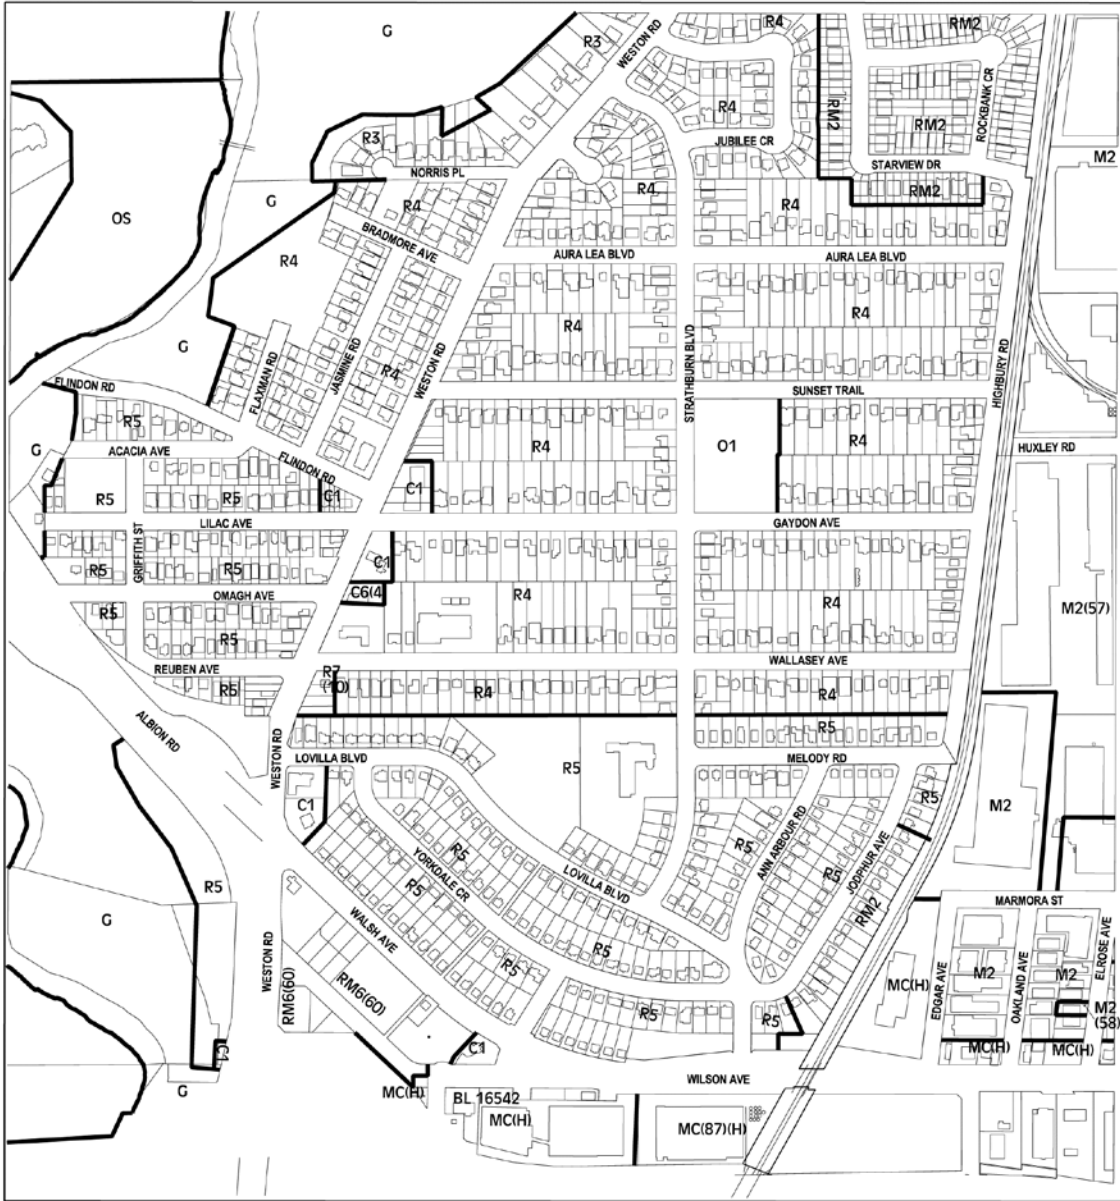 G
R4
RM2
R3
WESTON RD
ROCKBANK CR
R4
RM2
RM2
R3
JUBILEE CR
M2
STARVIEW DR
NORRIS PL
RM2
R4
G
R4
R4
OS
BRADMORE AVE
AURA LEA BLVD
AURA LEA BLVD
R4
R4
R4
STRATHBURN BLVD
G
FLAXMAN RD
JASMINE RD
R4
WESTON RD
HIGHBURY RD
FLINDON RD
SUNSET TRAIL
R5
G
ACACIA AVE
R4
O1
R4
HUXLEY RD
FLINDON RD
R5
R5
C1
C1
LILAC AVE
GAYDON AVE
GRIFFITH ST
R5
R5
C1
C6(4
OMAGH AVE
R4
R4
R5
R5
M2(57)
REUBEN AVE
WALLASEY AVE
R7
(10)
R5
R4
R4
ALBION RD
R5
WESTON RD
LOVILLA BLVD
R5
MELODY RD
C1
R5
M2
ANN ARBOUR RD
R5
R5
R5
JODPHUR AVE
YORKDALE CR
LOVILLA BLVD
R5
R5
RM2
MARMORA ST
G
WALSH AVE
WESTON RD
RM6(60)
RM6(60)
R5
R5
MC(H)
EDGAR AVE
M2
OAKLAND AVE
M2
ELROSE AVE
M2
(58)
R5
R5
C1
C1
MC(H)
MC(H)
WILSON AVE
G
MC(H)
BL 16542
MC(H)
MC(87)(H)